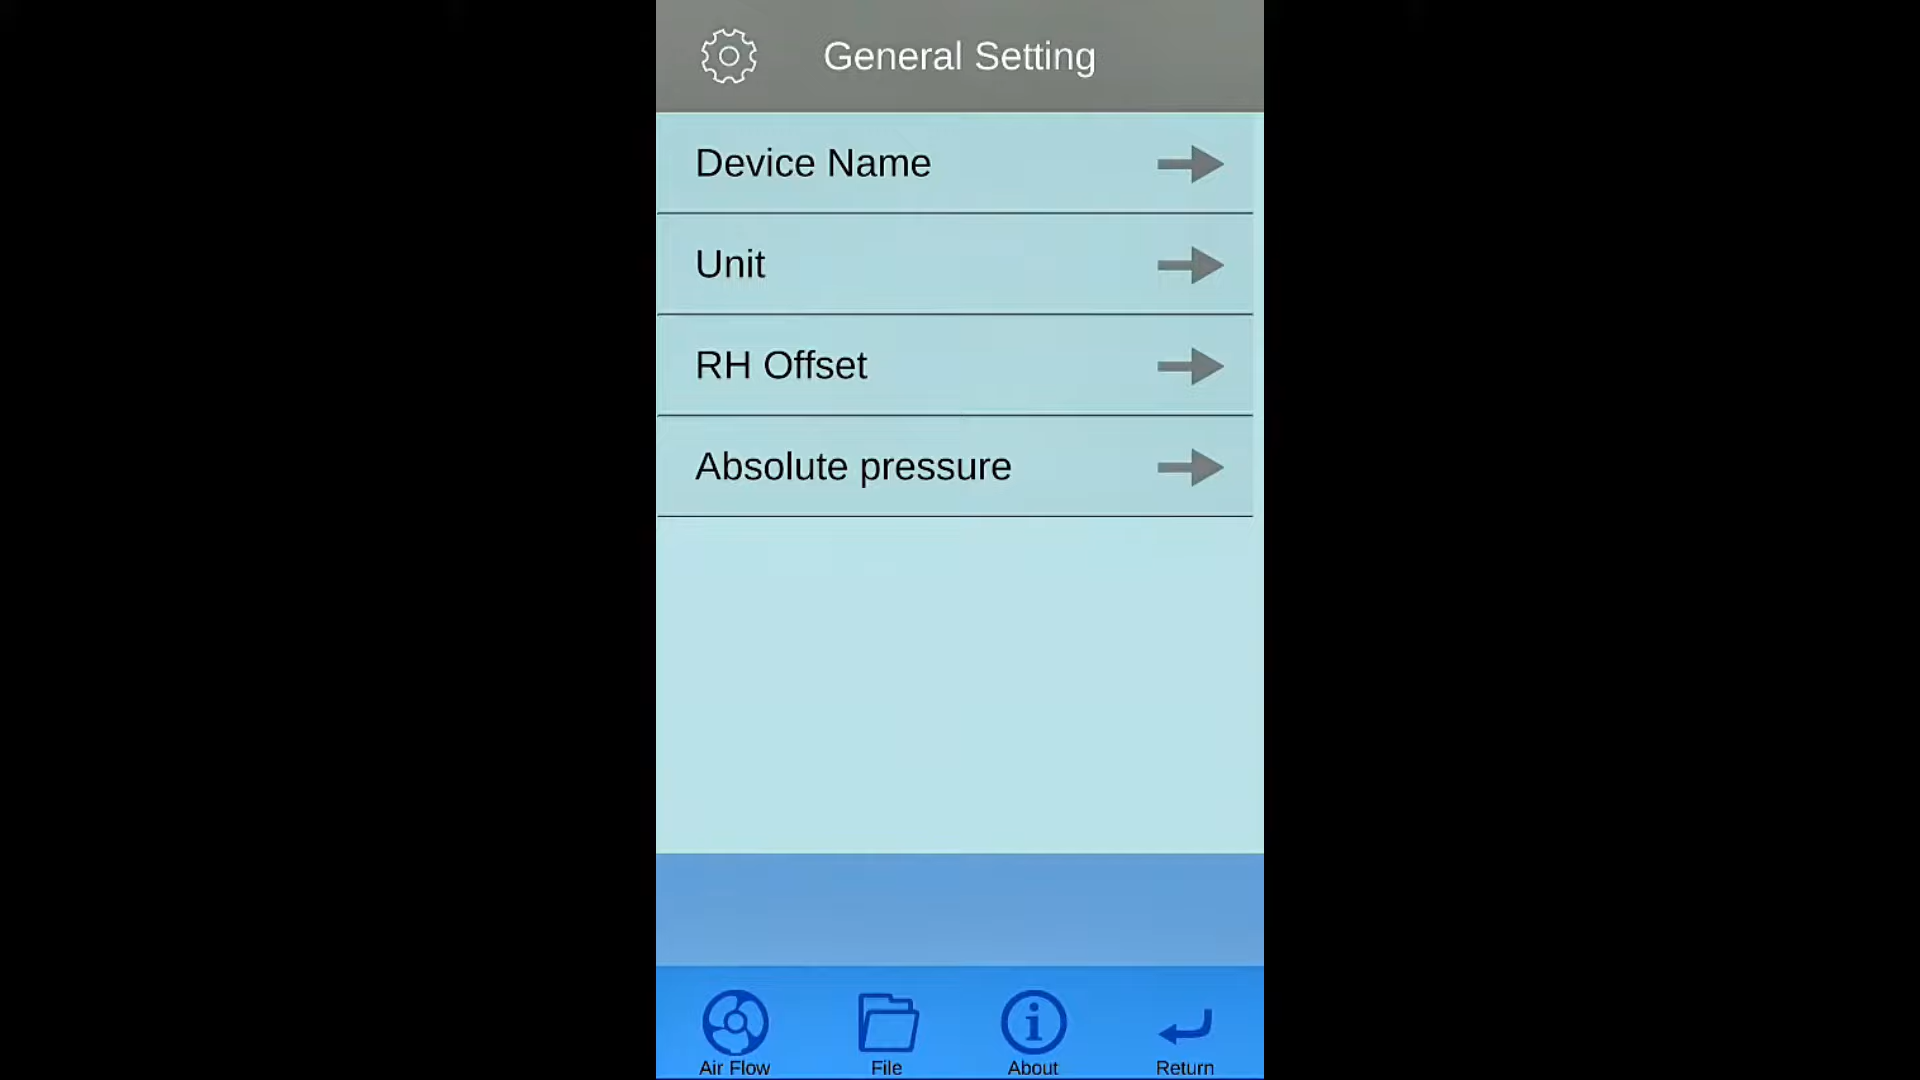 General Setting
Device Name
Unit
RH Offset
Absolute pressure
Air Flow
File
About
Return